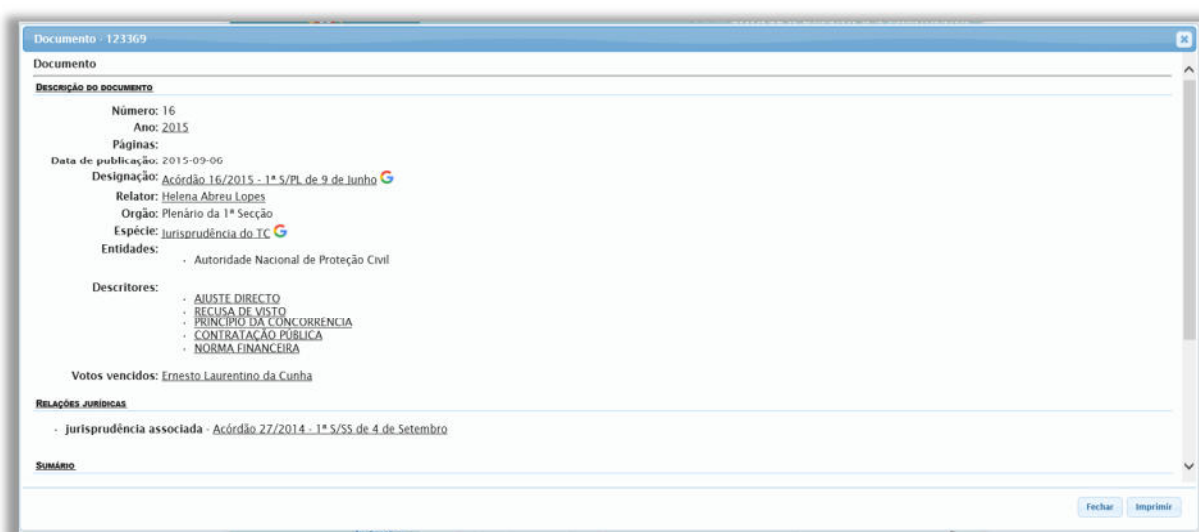 Documento - 123369
Documento
DESCRIÇÃO DO DOCUMENTO
Número: 16
Ano: 2015
Páginas:
Data de publicação: 2015-09-06
Designação: Acórdão 16/2015 - 1ª S/PL de 9 de Junho
Relator: Helena Abreu Lopes
Orgão: Plenário da 1ª Secção
Espécie: Jurisprudência do TC
Entidades:
· Autoridade Nacional de Proteção Civil
Descritores:
· AJUSTE DIRECTO
· RECUSA DE VISTO
· PRINCÍPIO DA CONCORRÊNCIA
· CONTRATAÇÃO PÚBLICA
· NORMA FINANCEIRA
Votos vencidos: Ernesto Laurentino da Cunha
RELAÇÕES JURÍDICAS
· jurisprudência associada - Acórdão 27/2014 - 1ª S/SS de 4 de Setembro
SUMÁRIO
Fechar Imprimir